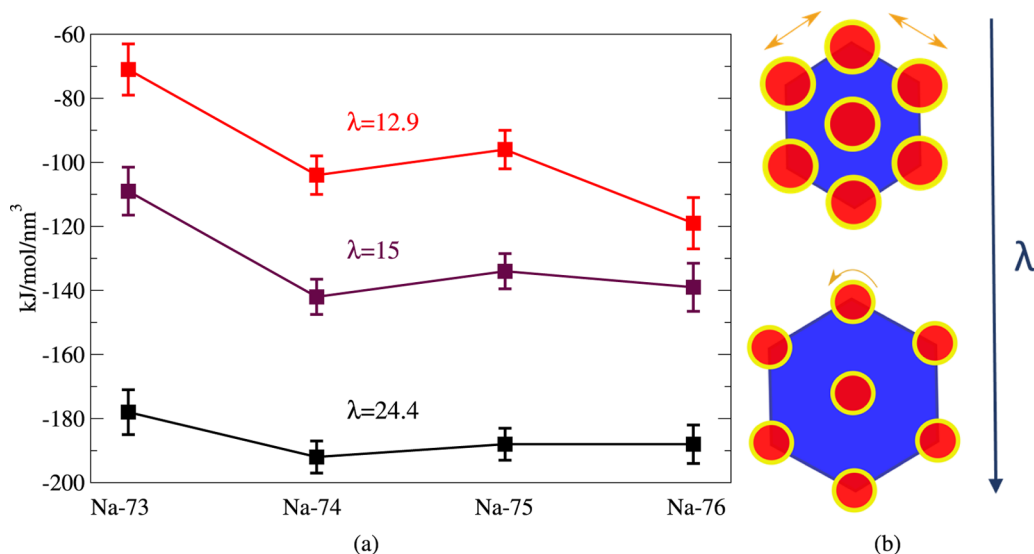 -60
-80
-100
-120
-140
-160
-180
-200
kJ/mol/nm³
λ=12.9
λ=15
λ=24.4
Na-73 Na-74 Na-75 Na-76
(a)
λ
(b)